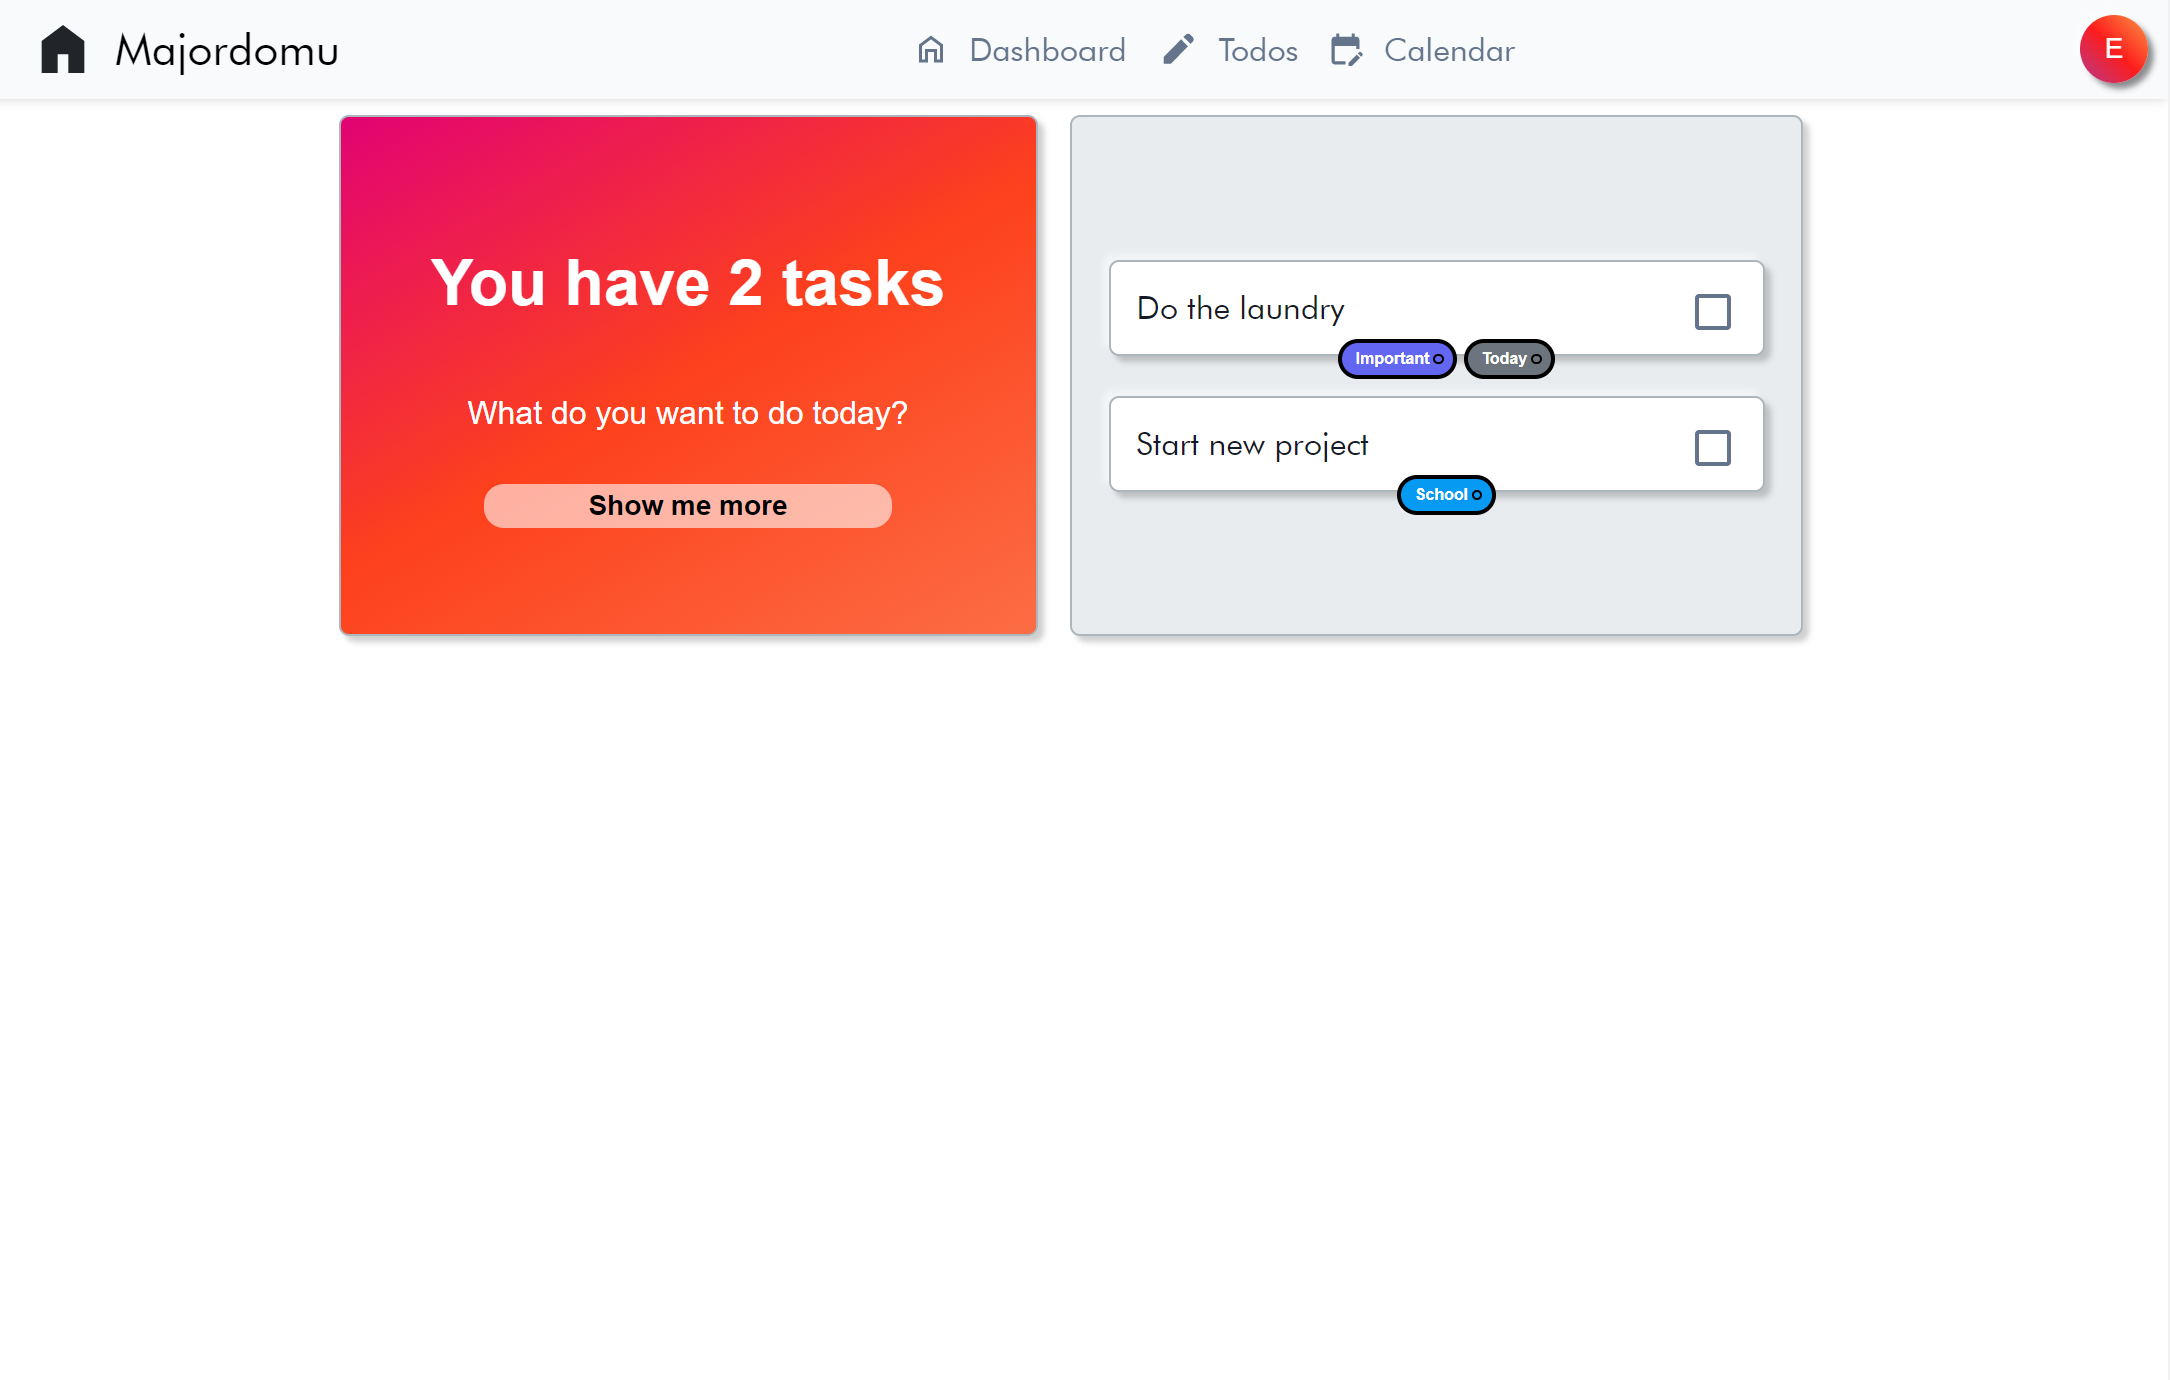 Majordomu
Dashboard
Todos
Calendar
E
You have 2 tasks
What do you want to do today?
Show me more
Do the laundry
Important
Today
Start new project
School